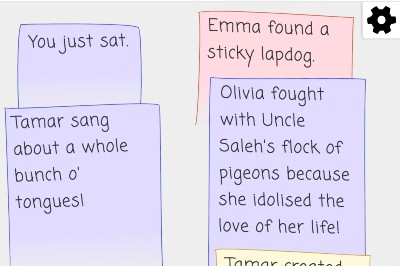 You just sat.
Tamar sang
about a whole
bunch o'
tongues!
Emma found a
sticky lapdog.
Olivia fought
with Uncle
Saleh's flock of
pigeons because
she idolised the
love of her life!
Tamar created